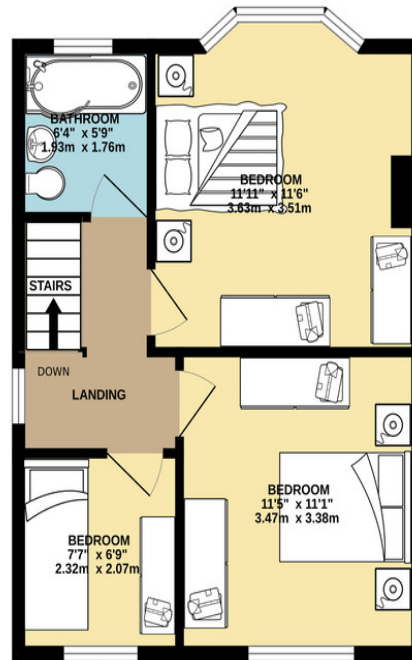 BATHROOM
6'4" x 5'9"
1.93m x 1.76m
BEDROOM
11'11" x 11'6"
3.63m x 3.51m
STAIRS
DOWN
LANDING
BEDROOM
11'5" x 11'1"
3.47m x 3.38m
BEDROOM
7'7" x 6'9"
2.32m x 2.07m